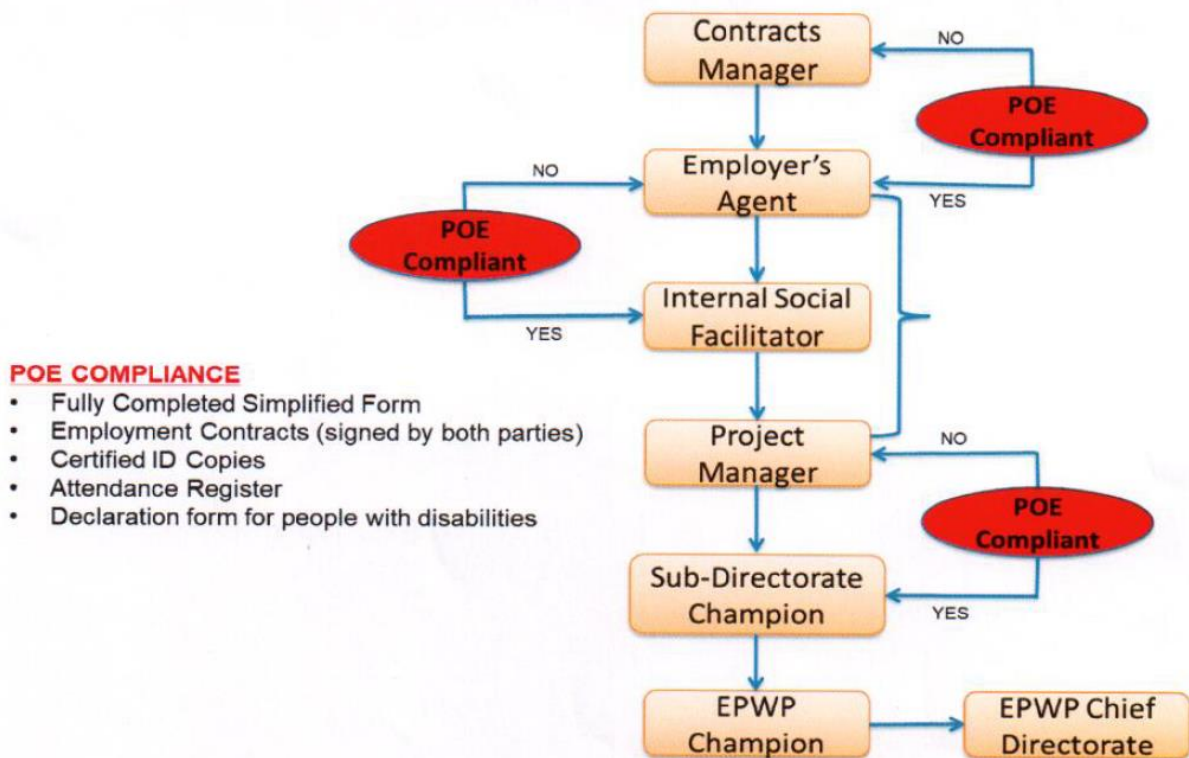 Contracts
Manager
NO
POE
Compliant
YES
Employer's
Agent
NO
POE
Compliant
YES
Internal Social
Facilitator
POE COMPLIANCE
• Fully Completed Simplified Form
• Employment Contracts (signed by both parties)
• Certified ID Copies
• Attendance Register
• Declaration form for people with disabilities
Project
Manager
NO
POE
Compliant
YES
Sub-Directorate
Champion
EPWP
Champion
EPWP Chief
Directorate